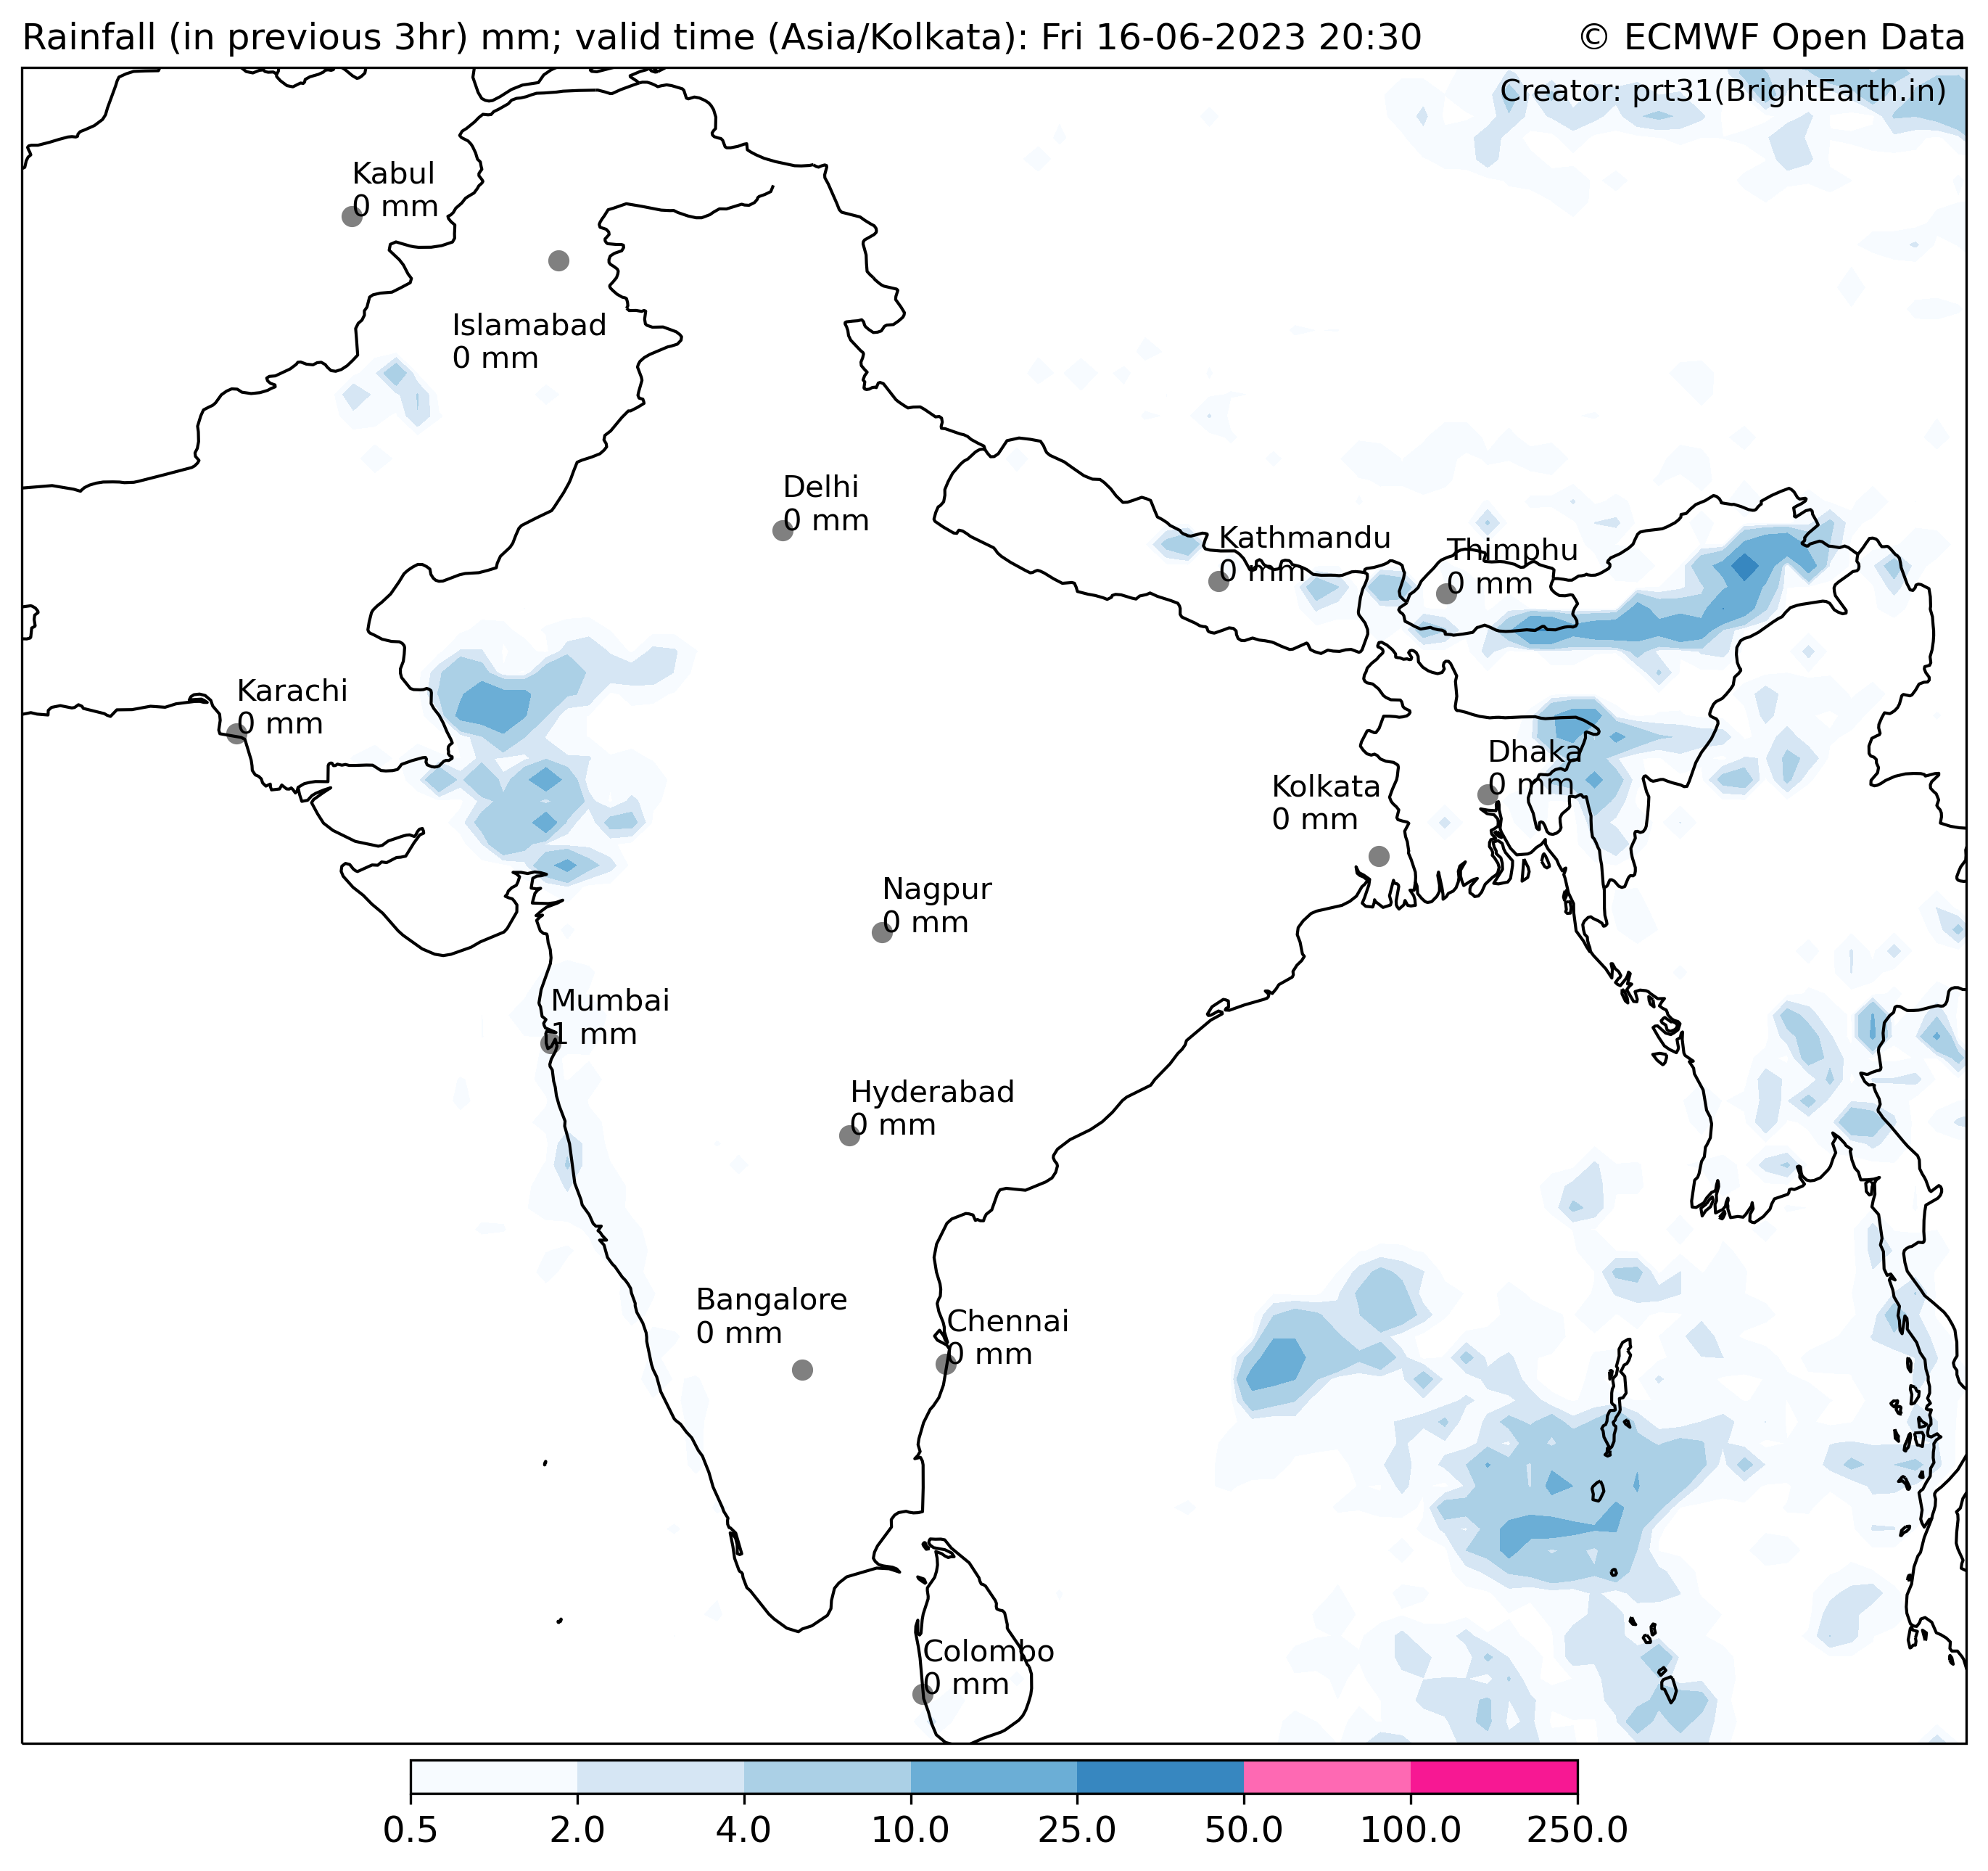 Rainfall (in previous 3hr) mm; valid time (Asia/Kolkata): Fri 16-06-2023 20:30
© ECMWF Open Data
Creator: prt31(BrightEarth.in)
Kabul
0 mm
Islamabad
0 mm
Delhi
0 mm
Kathmandu
0 mm
Thimphu
0 mm
Karachi
0 mm
Dhaka
0 mm
Kolkata
0 mm
Nagpur
0 mm
Mumbai
1 mm
Hyderabad
0 mm
Bangalore
0 mm
Chennai
0 mm
Colombo
0 mm
0.5 2.0 4.0 10.0 25.0 50.0 100.0 250.0